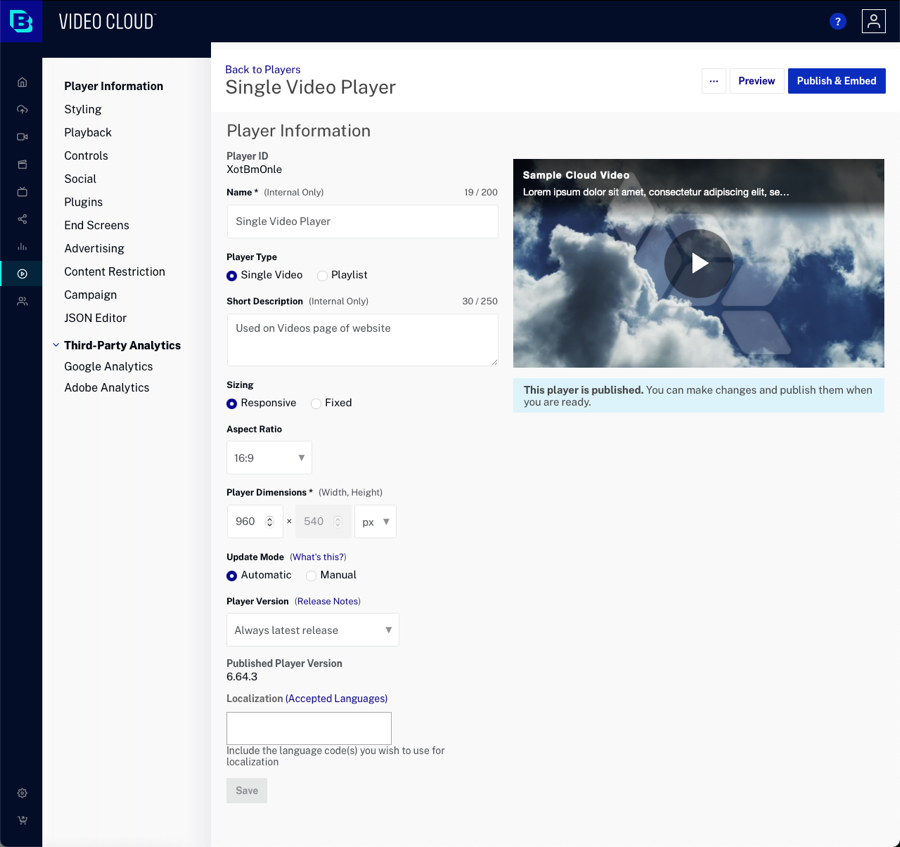 VIDEO CLOUD™
?
Player Information
Styling
Playback
Controls
Social
Plugins
End Screens
Advertising
Content Restriction
Campaign
JSON Editor
Third-Party Analytics
Google Analytics
Adobe Analytics
Back to Players
Single Video Player
...
Preview
Publish & Embed
Player Information
Player ID
XotBmOnle
Name * (Internal Only) 19 / 200
Single Video Player
Player Type
Single Video Playlist
Short Description (Internal Only) 30 / 250
Used on Videos page of website
Sizing
Responsive Fixed
Aspect Ratio
16:9
Player Dimensions * (Width, Height)
960 × 540 px
Update Mode (What's this?)
Automatic Manual
Player Version (Release Notes)
Always latest release
Published Player Version
6.64.3
Localization (Accepted Languages)
Include the language code(s) you wish to use for
localization
Save
Sample Cloud Video
Lorem ipsum dolor sit amet, consectetur adipiscing elit, se...
This player is published. You can make changes and publish them when
you are ready.